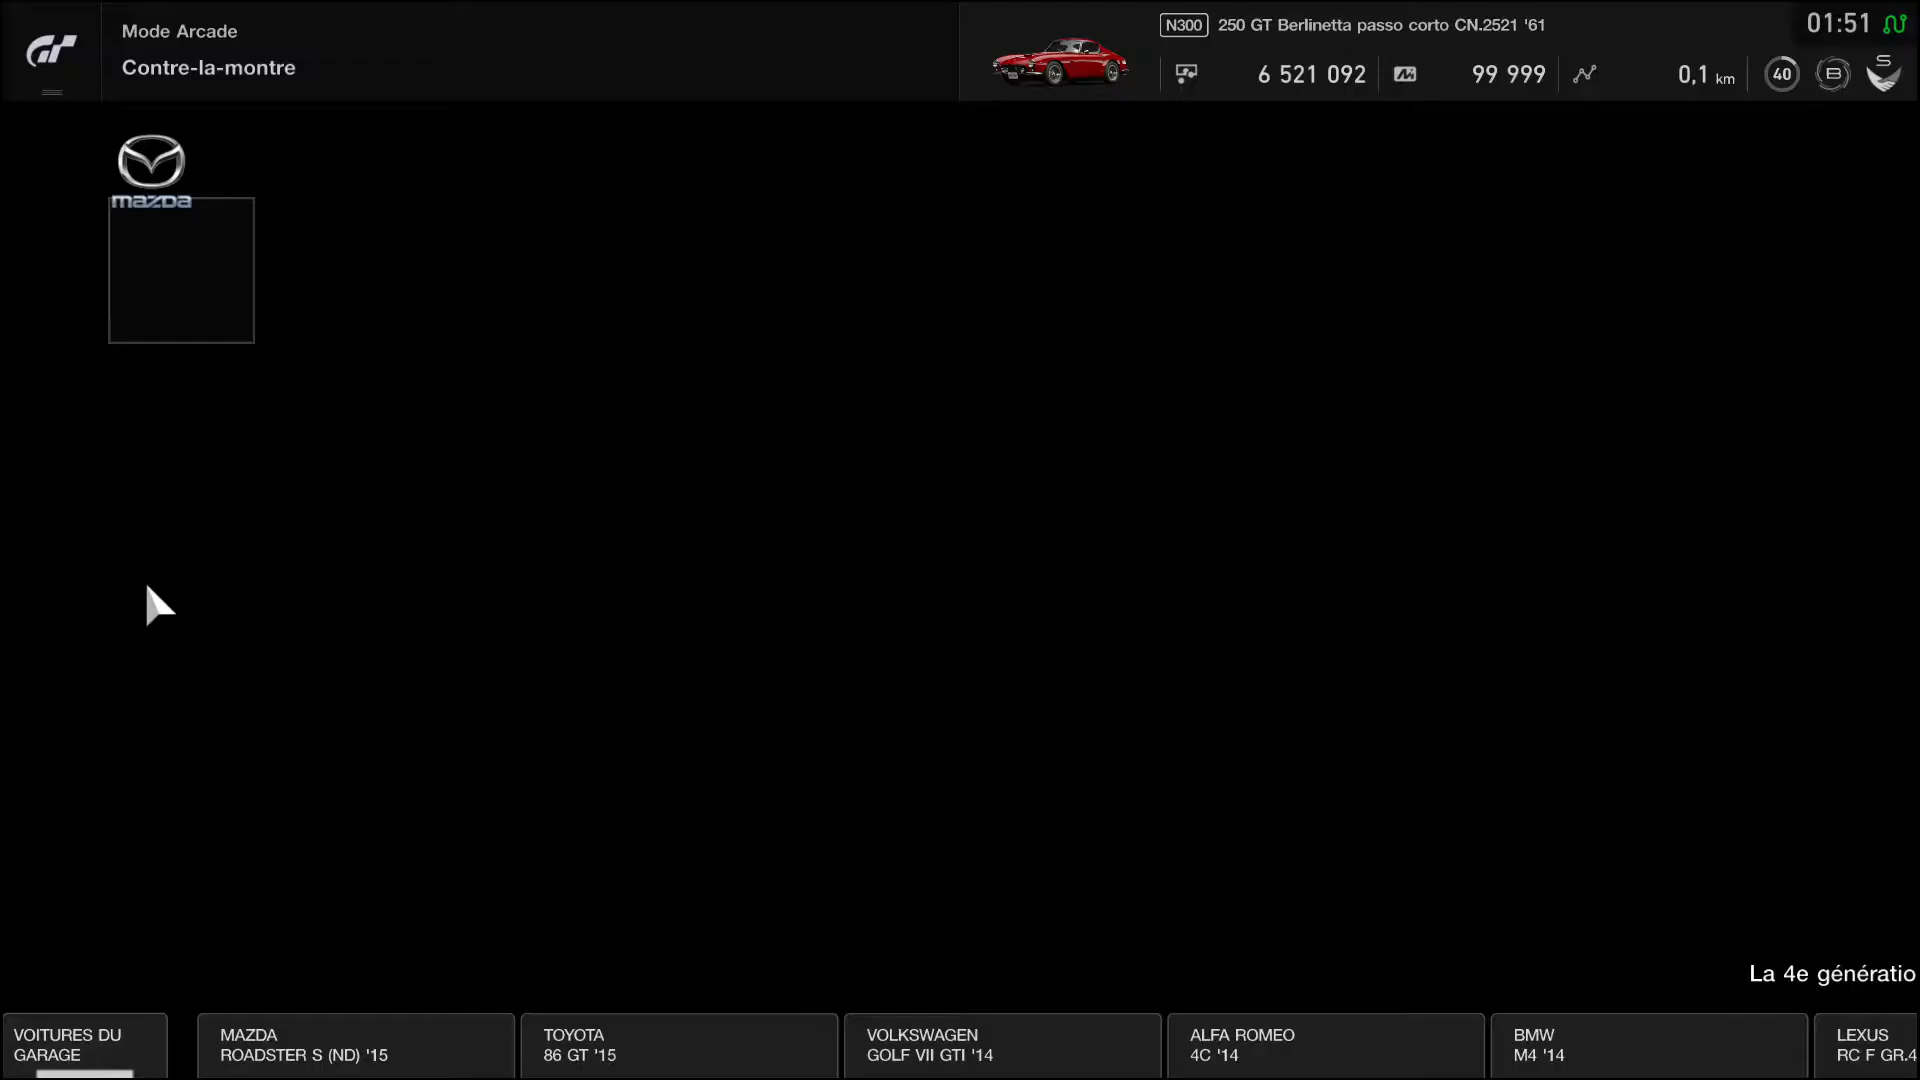 Mode Arcade
Contre-la-montre
N300 250 GT Berlinetta passo corto CN.2521 '61
01:51
6 521 092
99 999
0,1 km
40
B
S
mazda
La 4e génératio
VOITURES DU
GARAGE
MAZDA
ROADSTER S (ND) '15
TOYOTA
86 GT '15
VOLKSWAGEN
GOLF VII GTI '14
ALFA ROMEO
4C '14
BMW
M4 '14
LEXUS
RC F GR.4